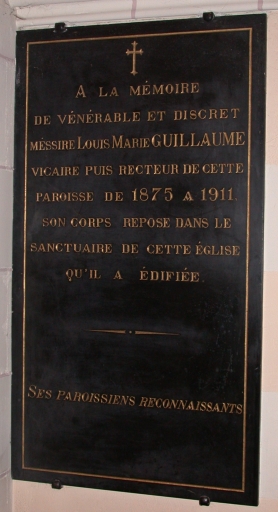 A LA MÉMOIRE
DE VÉNÉRABLE ET DISCRET
MESSIRE LOUIS MARIE GUILLAUME
VICAIRE PUIS RECTEUR DE CETTE
PAROISSE DE 1875 A 1911.
SON CORPS REPOSE DANS LE
SANCTUAIRE DE CETTE ÉGLISE
QU'IL A ÉDIFIÉE
SES PAROISSIENS RECONNAISSANTS